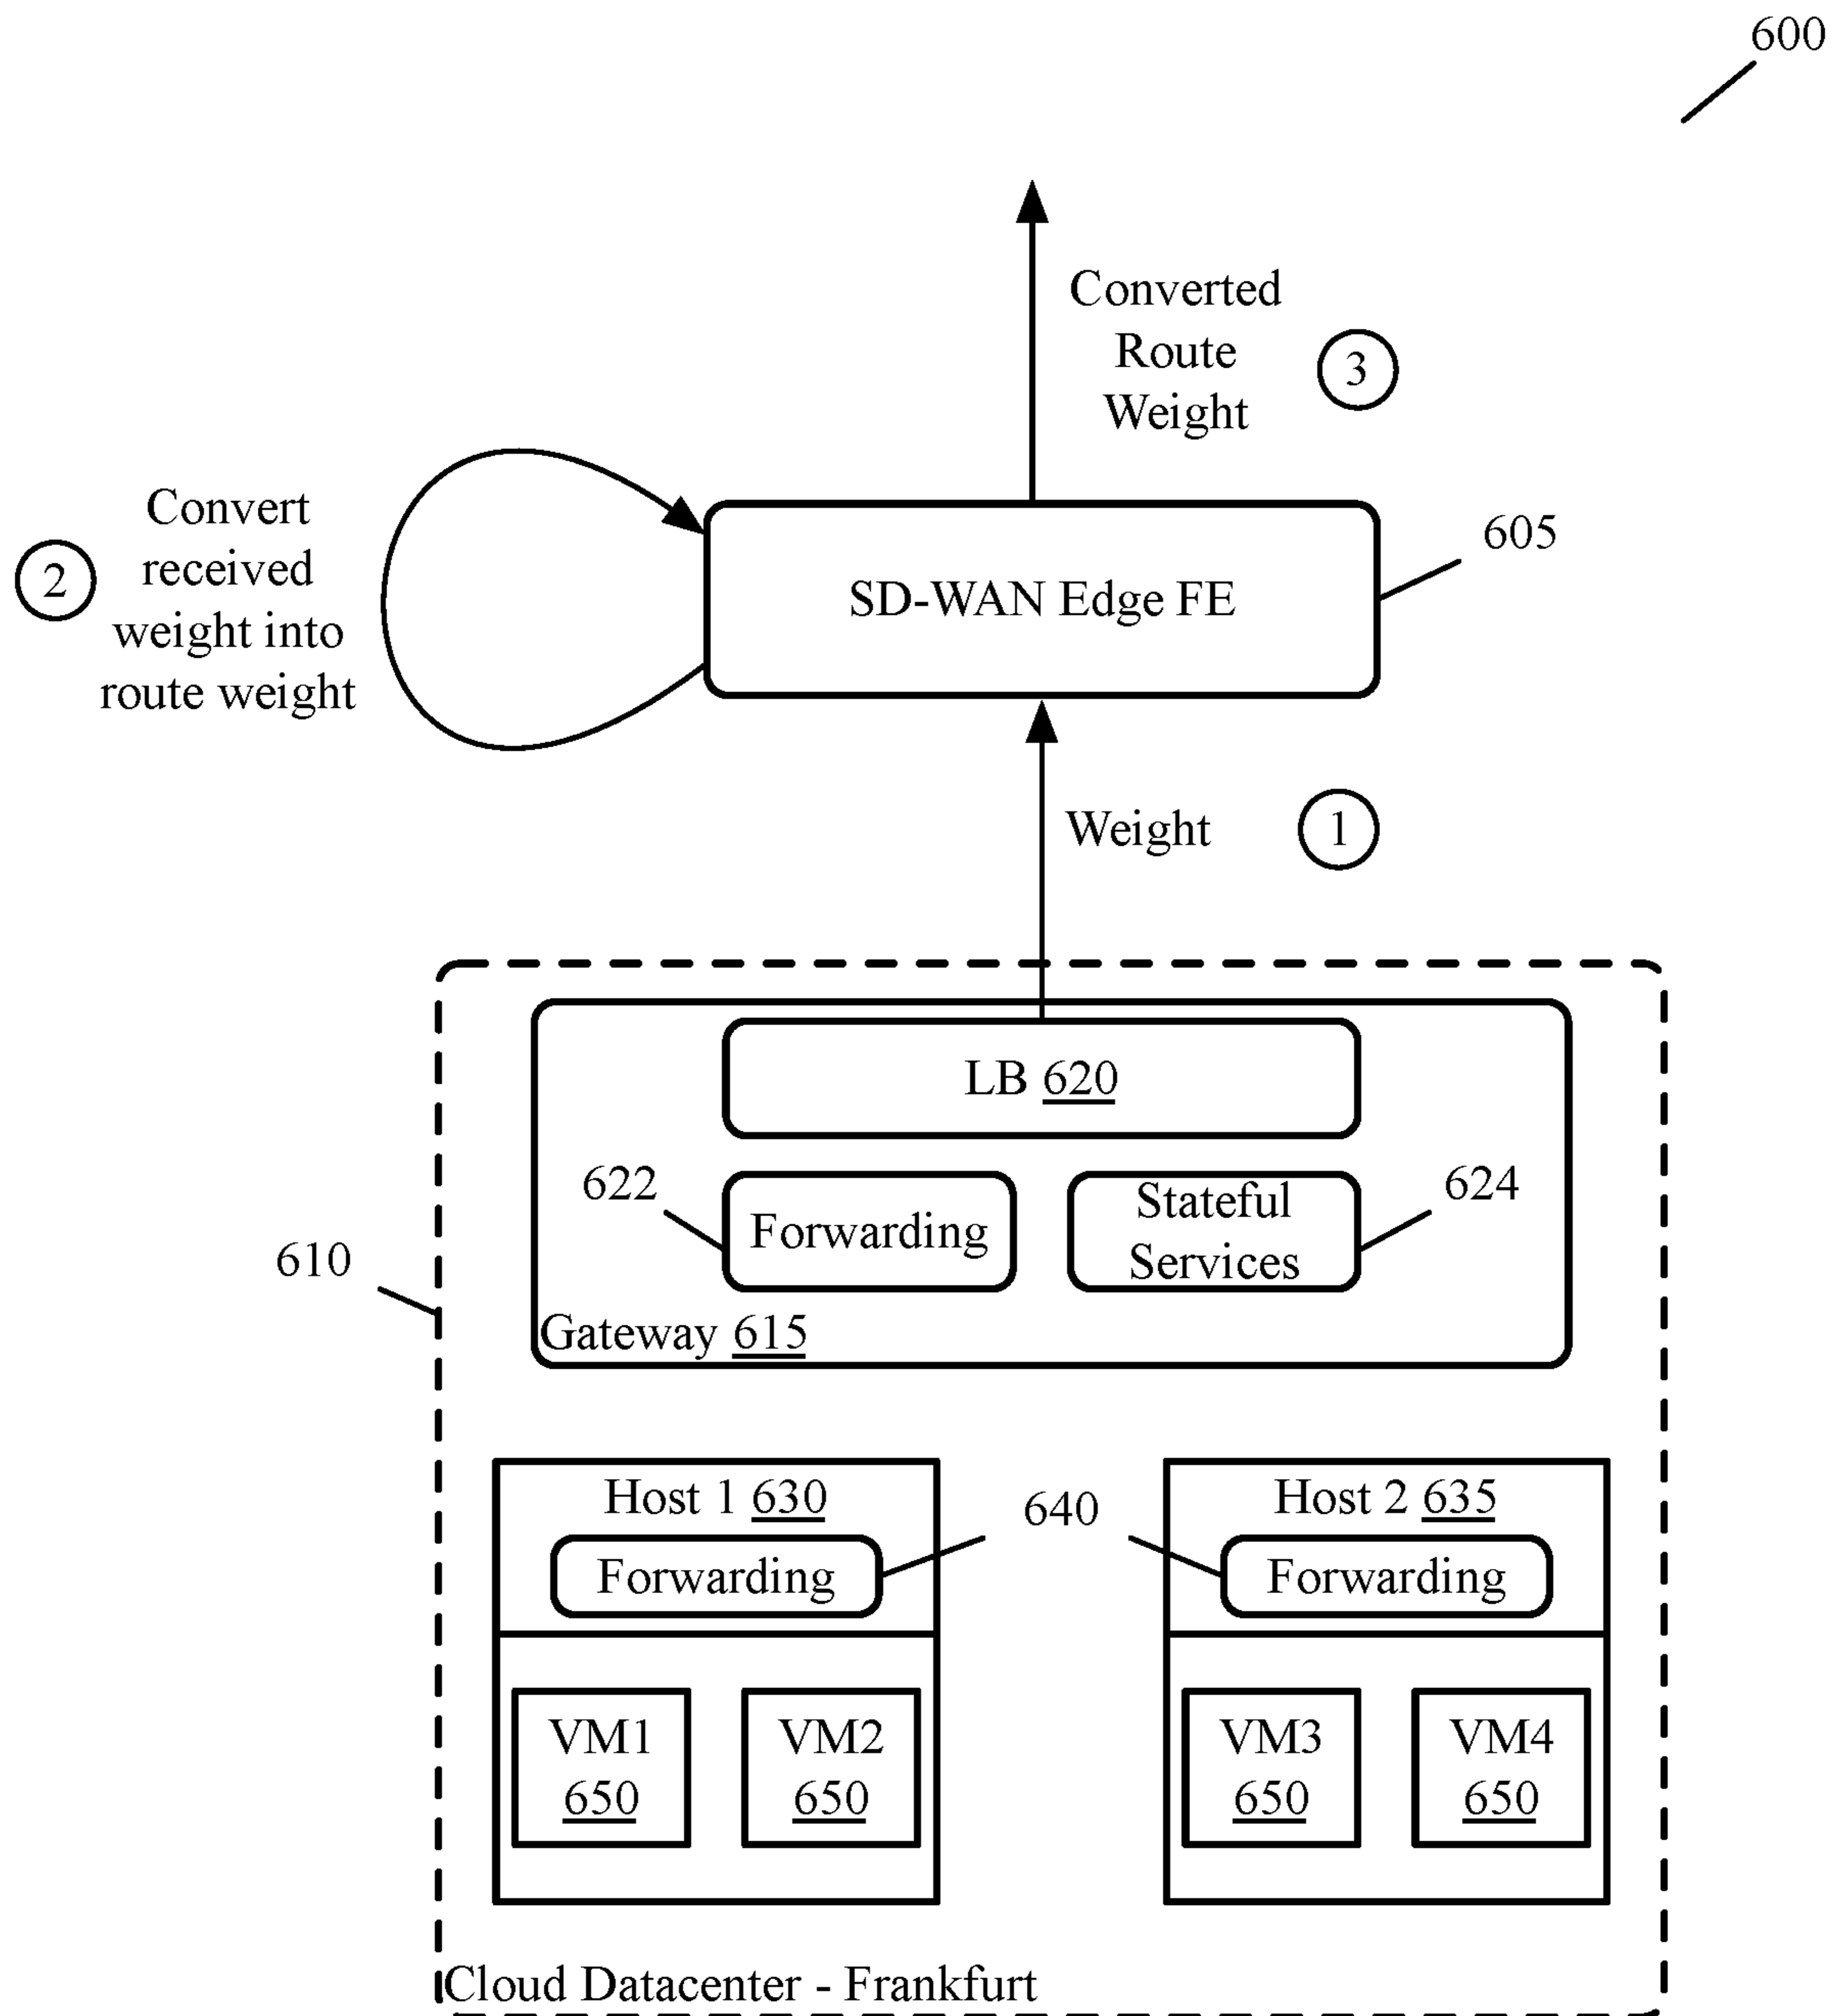 600
Converted
Route
Weight
3
2
Convert
received
weight into
route weight
SD-WAN Edge FE
605
Weight
1
LB 620
622
Forwarding
Stateful
Services
624
610
Gateway 615
Host 1 630
Forwarding
640
Host 2 635
Forwarding
VM1
650
VM2
650
VM3
650
VM4
650
Cloud Datacenter - Frankfurt